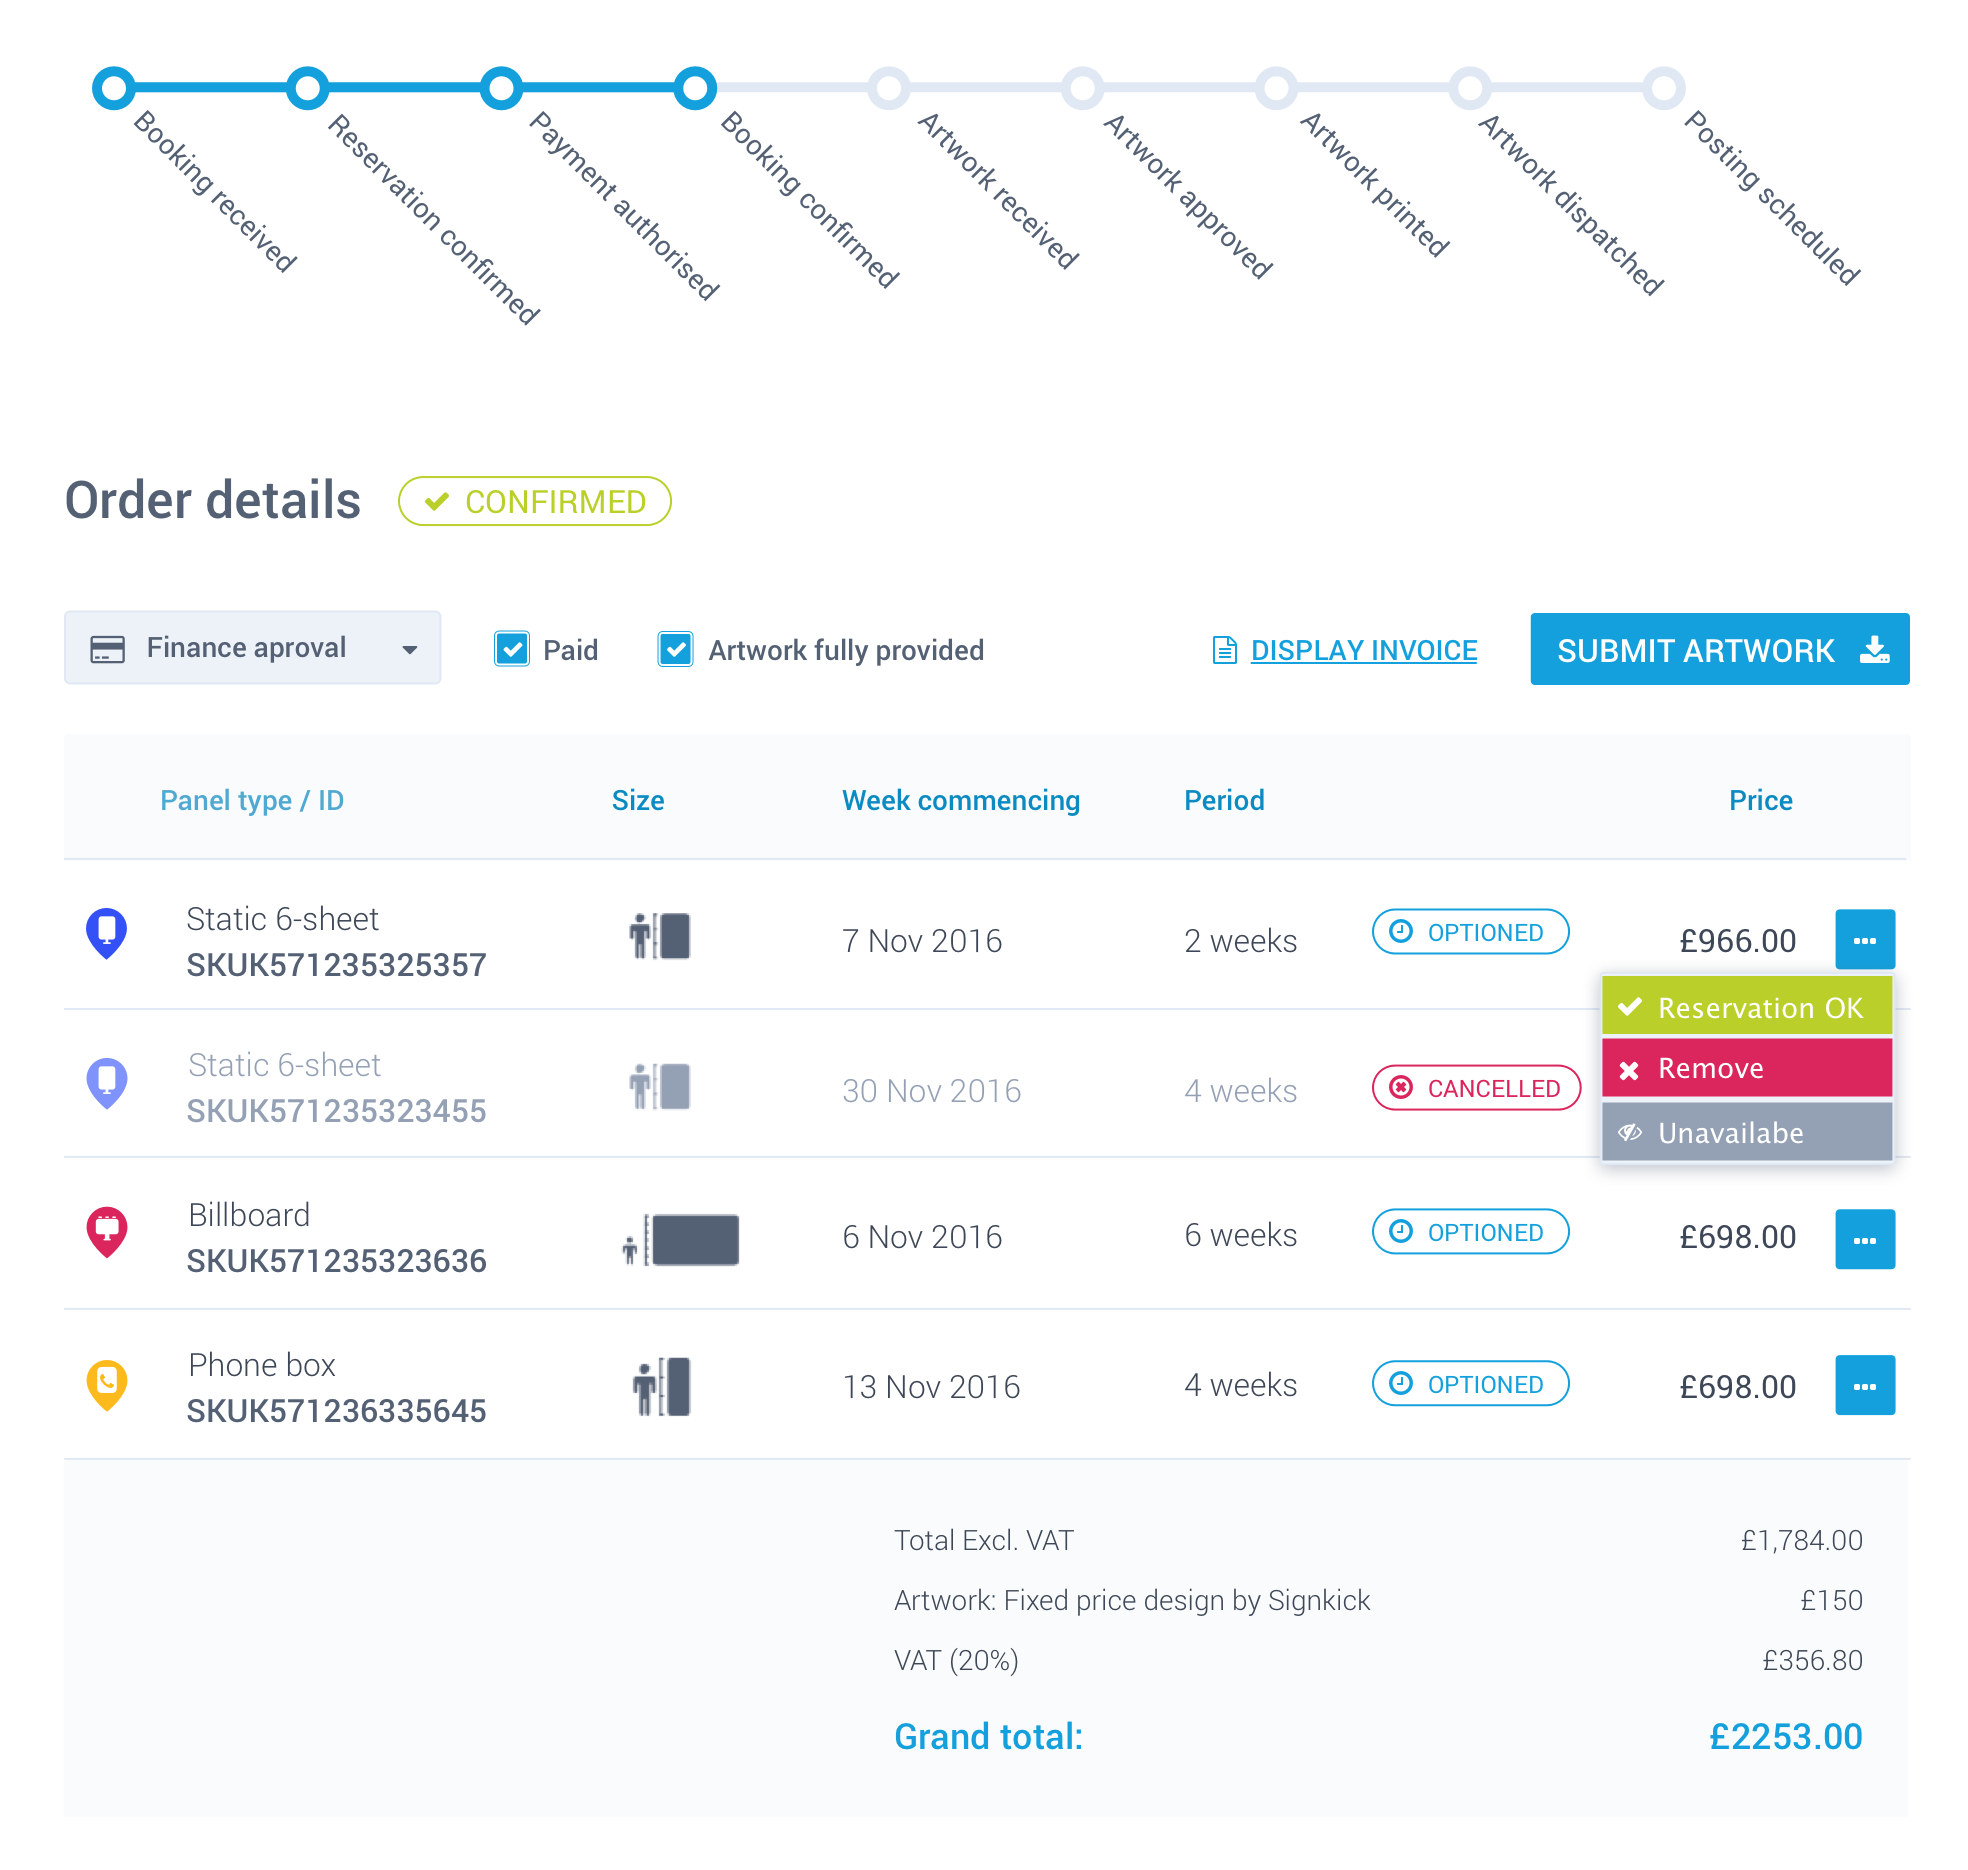 Booking received
Reservation confirmed
Payment authorised
Booking confirmed
Artwork received
Artwork approved
Artwork printed
Artwork dispatched
Posting scheduled
Order details CONFIRMED
Finance aproval Paid Artwork fully provided DISPLAY INVOICE SUBMIT ARTWORK
Panel type / ID Size Week commencing Period Price
Static 6-sheet
SKUK571235325357
7 Nov 2016 2 weeks OPTIONED £966.00
Reservation OK
Remove
Unavailabe
Static 6-sheet
SKUK571235323455
30 Nov 2016 4 weeks CANCELLED
Billboard
SKUK571235323636
6 Nov 2016 6 weeks OPTIONED £698.00
Phone box
SKUK571236335645
13 Nov 2016 4 weeks OPTIONED £698.00
Total Excl. VAT £1,784.00
Artwork: Fixed price design by Signkick £150
VAT (20%) £356.80
Grand total: £2253.00